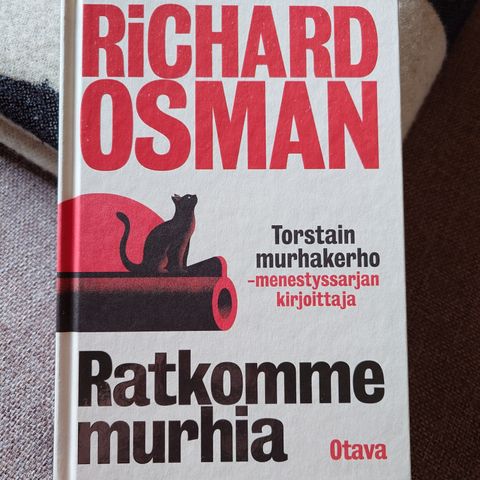 RiCHARD
OSMAN
Torstain
murhakerho
-menestyssarjan
kirjoittaja
Ratkomme
murhia
Otava